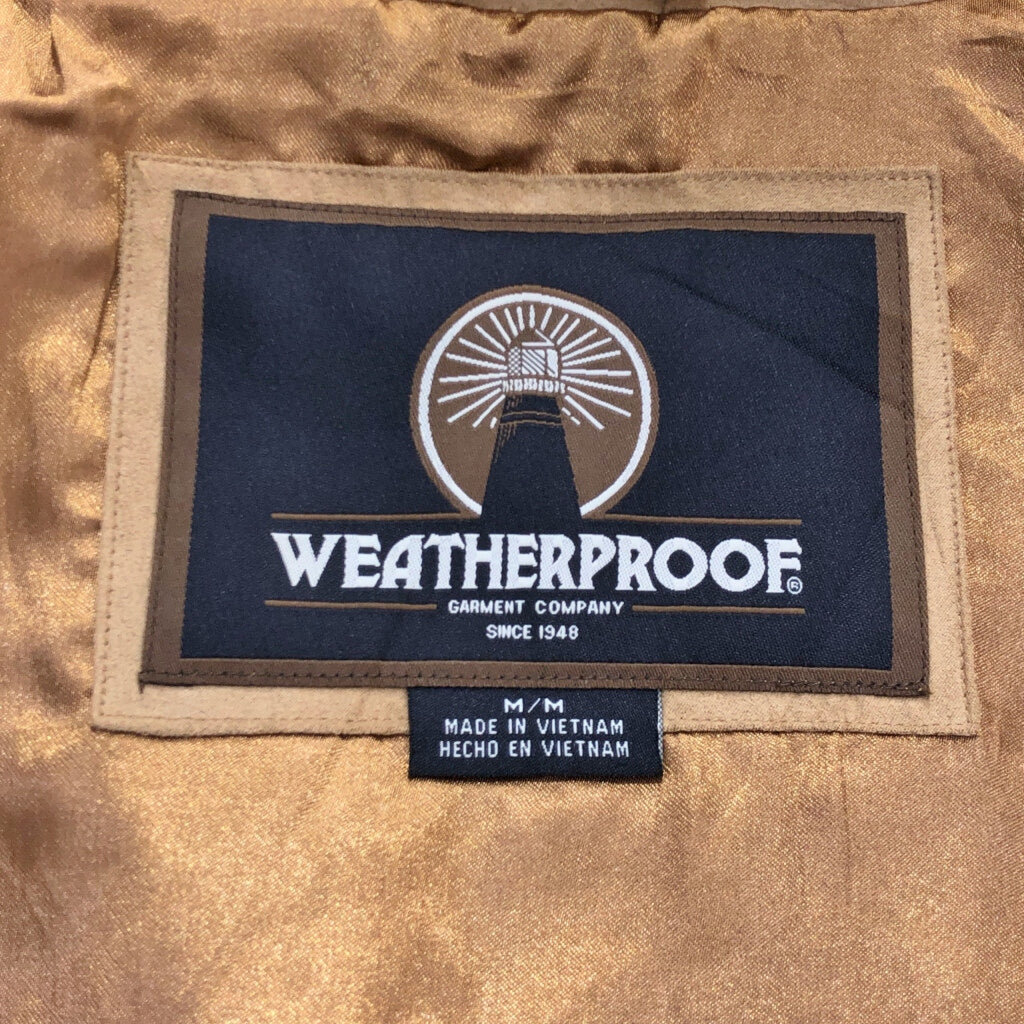 WEATHERPROOF®
GARMENT COMPANY
SINCE 1948
M/M
MADE IN VIETNAM
HECHO EN VIETNAM